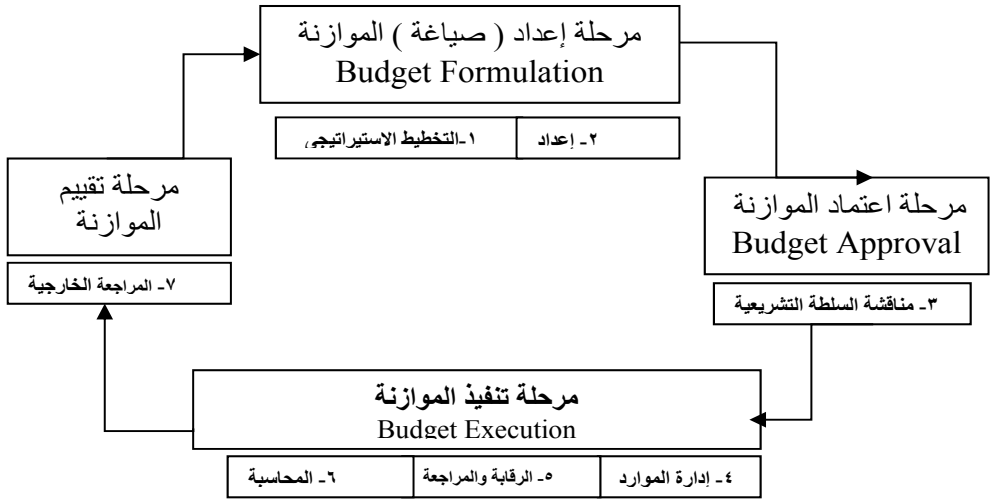 مرحلة إعداد ( صياغة ) الموازنة
Budget Formulation
١-التخطيط الاستيراتيجي
٢- إعداد
مرحلة تقييم
الموازنة
٧- المراجعة الخارجية
مرحلة اعتماد الموازنة
Budget Approval
٣- مناقشة السلطة التشريعية
مرحلة تنفيذ الموازنة
Budget Execution
٤- إدارة الموارد
٥- الرقابة والمراجعة
٦- المحاسبة